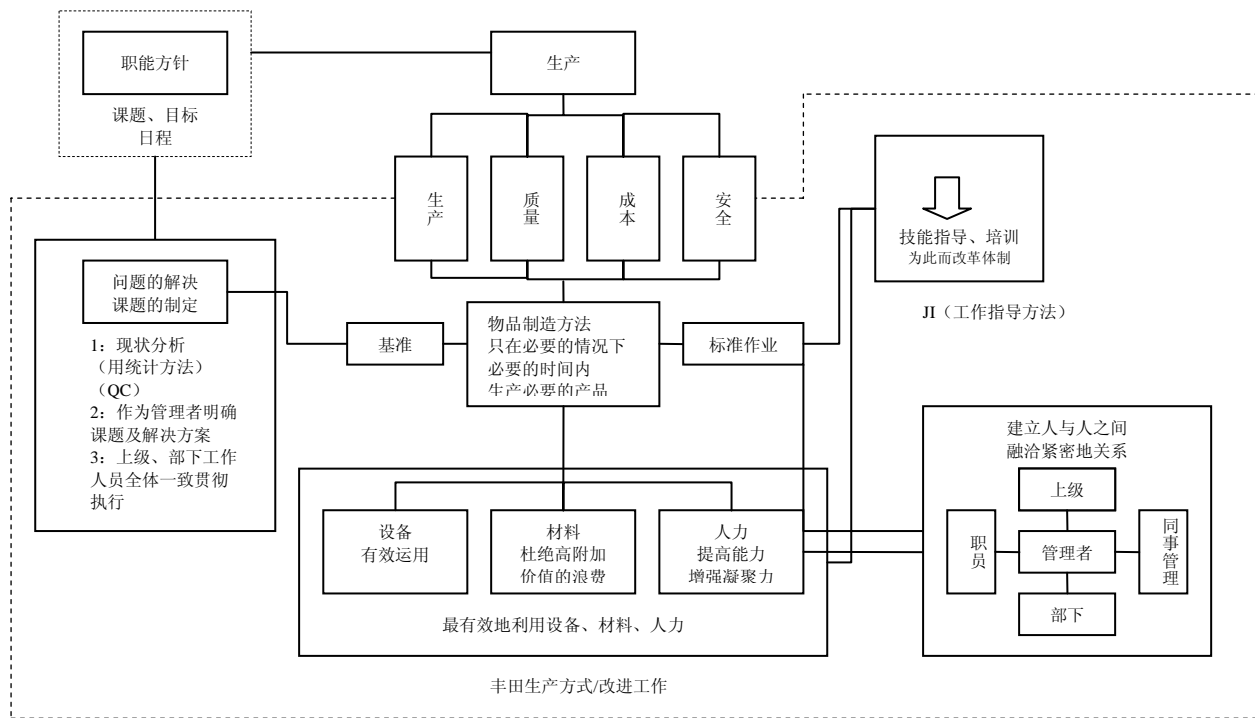 职能方针
课题、目标
日程
生产
生产
质量
成本
安全
技能指导、培训
为此而改革体制
JI（工作指导方法）
问题的解决
课题的制定
1：现状分析
（用统计方法）
（QC）
2：作为管理者明确
课题及解决方案
3：上级、部下工作
人员全体一致贯彻
执行
基准
物品制造方法
只在必要的情况下
必要的时间内
生产必要的产品
标准作业
设备
有效运用
材料
杜绝高附加
价值的浪费
人力
提高能力
增强凝聚力
最有效地利用设备、材料、人力
建立人与人之间
融洽紧密地关系
上级
职员
管理者
同事管理
部下
丰田生产方式/改进工作